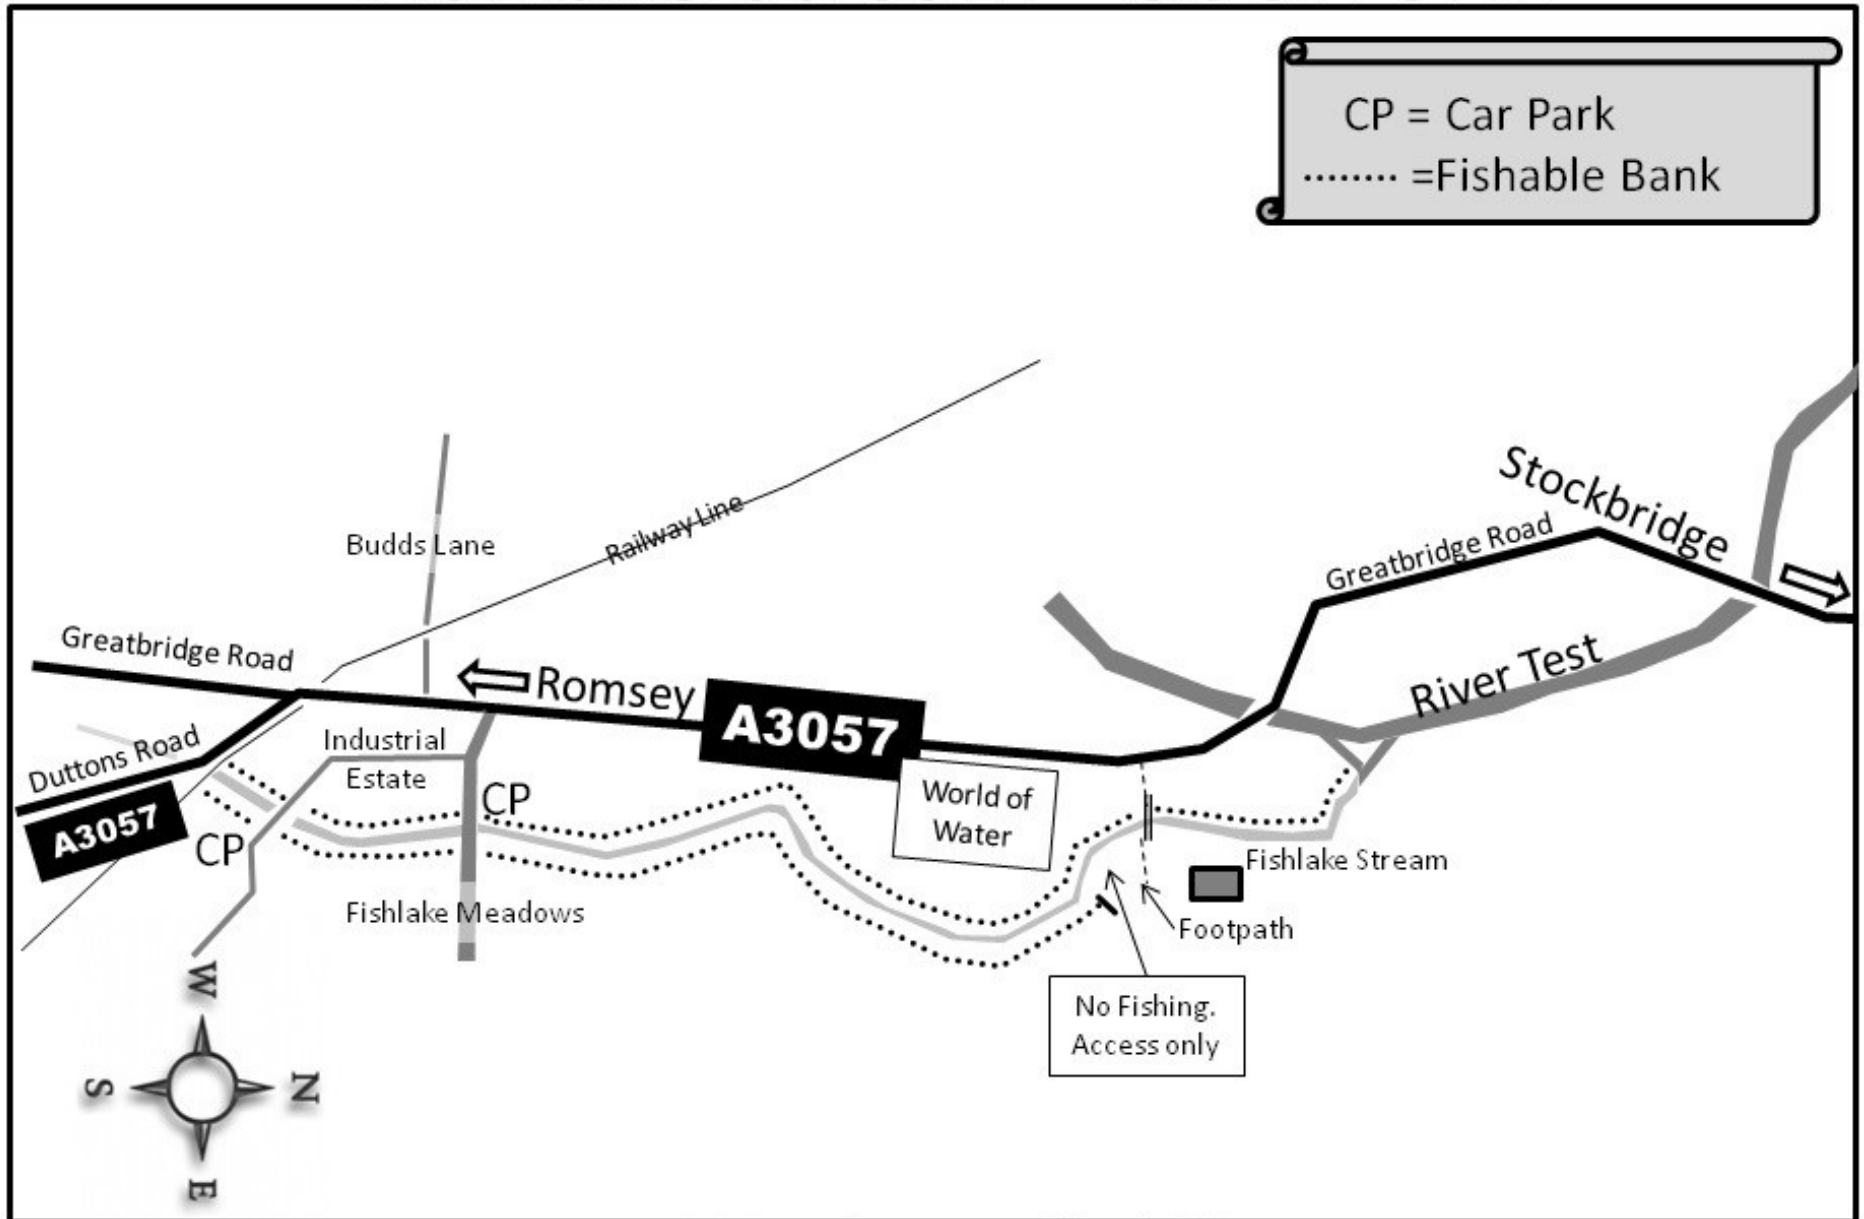 CP = Car Park
........ =Fishable Bank
Stockbridge
Greatbridge Road
Budds Lane
Railway Line
River Test
Greatbridge Road
Romsey
A3057
Duttons Road
A3057
Industrial
Estate
CP
CP
World of
Water
Fishlake Stream
Fishlake Meadows
Footpath
No Fishing.
Access only
W
S
N
E